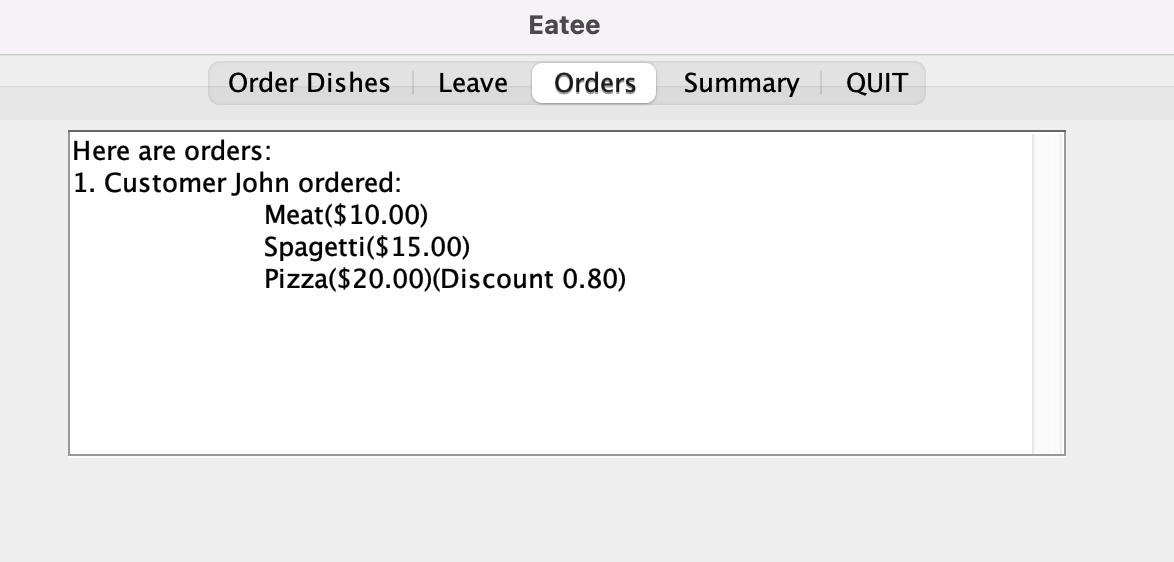 Eatee
Order Dishes Leave Orders Summary QUIT
Here are orders:
1. Customer John ordered:
Meat($10.00)
Spagetti($15.00)
Pizza($20.00)(Discount 0.80)